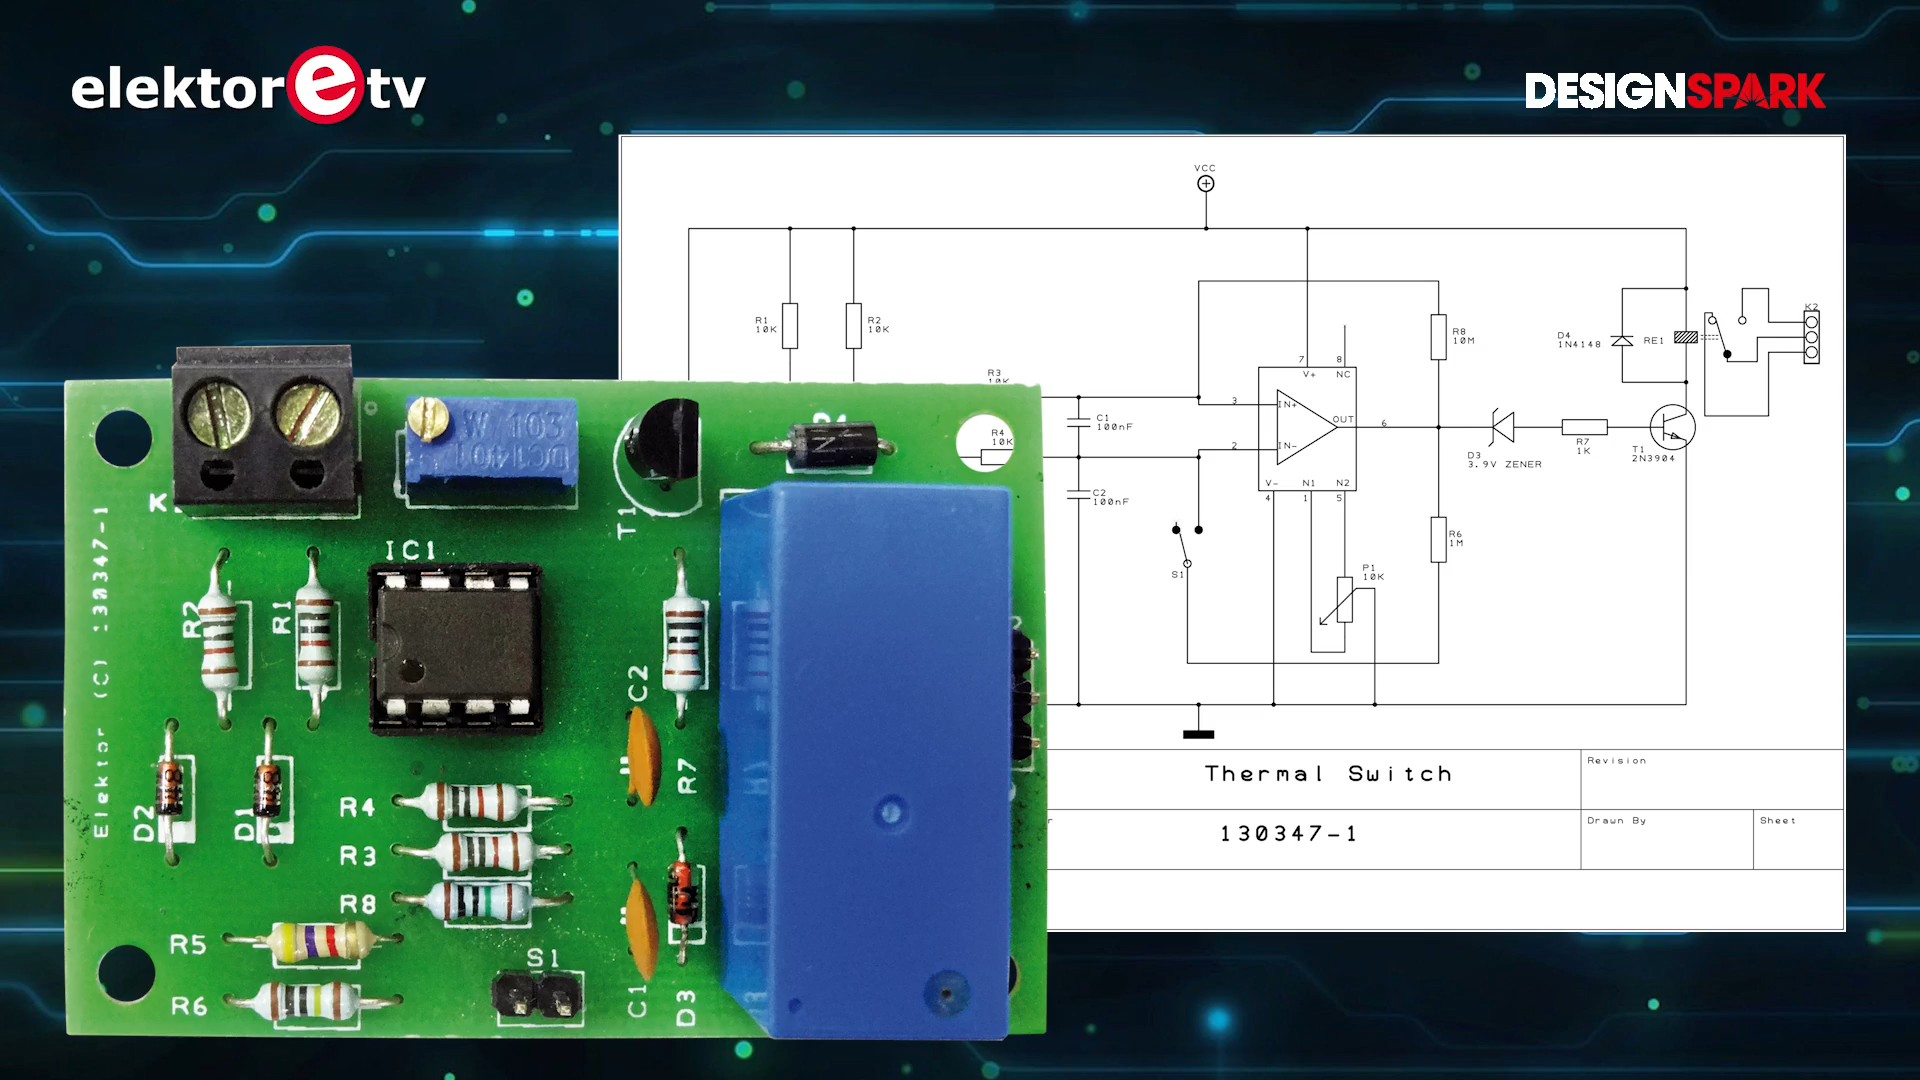 elektor e tv
DESIGNSPARK
VCC
R1
10K
R2
10K
R3
10K
R4
10K
C1
100nF
C2
100nF
3
IN+
2
IN-
7
V+
8
NC
OUT
6
V-
N1
N2
4
1
5
S1
P1
10K
R8
10M
R6
1M
D3
3.9V ZENER
R7
1K
T1
2N3904
D4
1N4148
RE1
K2
Thermal Switch
130347-1
Revision
Drawn By
Sheet
Elektor (C) 130347-1
K
W 103
T1
IC1
R2
R1
D2
D1
R4
R3
R8
R5
R6
S1
C2
R7
C1
D3